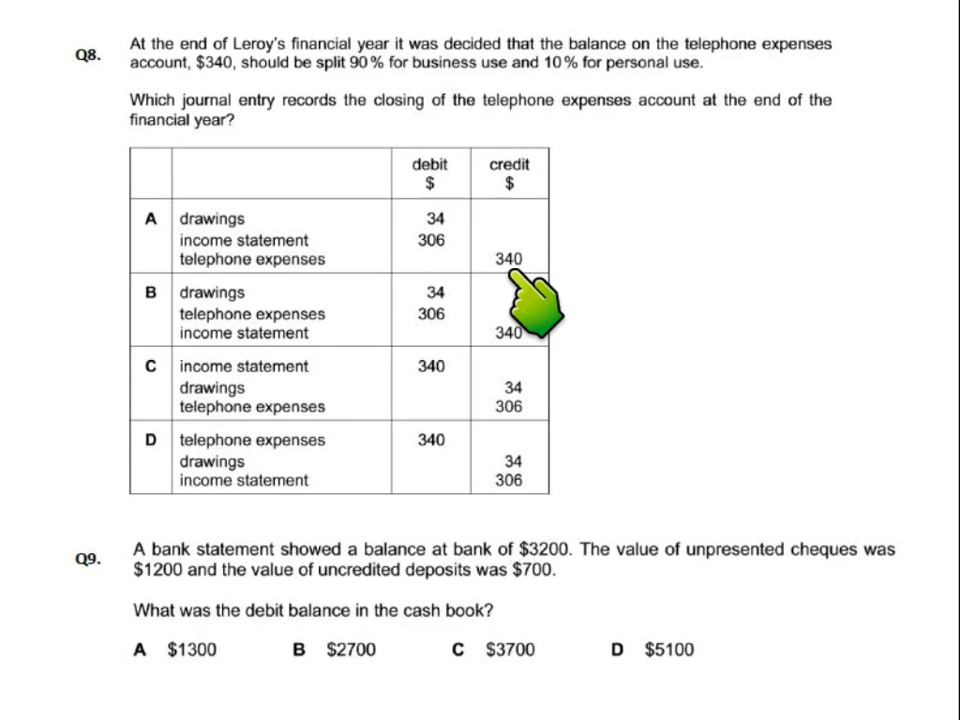 Q8. At the end of Leroy's financial year it was decided that the balance on the telephone expenses
account, $340, should be split 90% for business use and 10% for personal use.
Which journal entry records the closing of the telephone expenses account at the end of the
financial year?
debit credit
$ $
A drawings 34
income statement 306
telephone expenses 340
B drawings 34
telephone expenses 306
income statement 340
C income statement 340
drawings 34
telephone expenses 306
D telephone expenses 340
drawings 34
income statement 306
Q9. A bank statement showed a balance at bank of $3200. The value of unpresented cheques was
$1200 and the value of uncredited deposits was $700.
What was the debit balance in the cash book?
A $1300 B $2700 C $3700 D $5100